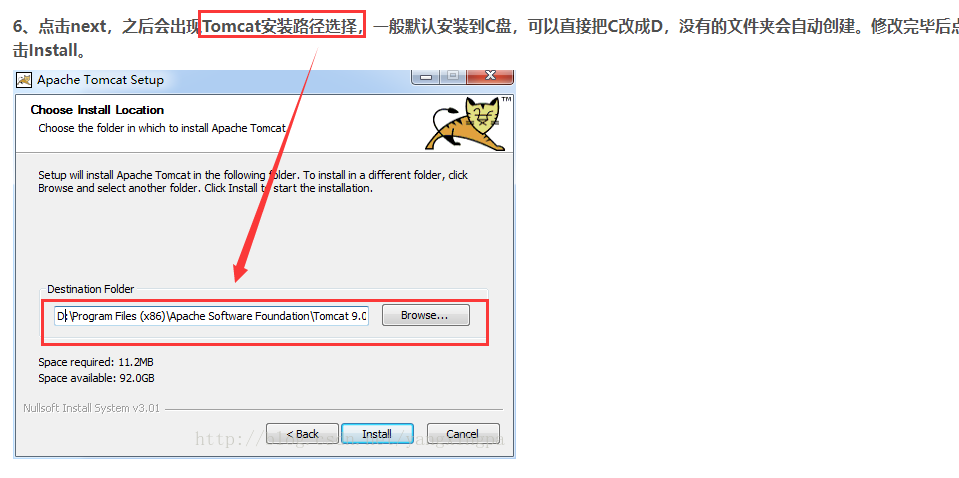 6、点击next，之后会出现Tomcat安装路径选择，一般默认安装到C盘，可以直接把C改成D，没有的文件夹会自动创建。修改完毕后点
击Install。
Apache Tomcat Setup
Choose Install Location
Choose the folder in which to install Apache Tomcat.
TM
Setup will install Apache Tomcat in the following folder. To install in a different folder, click
Browse and select another folder. Click Install to start the installation.
Destination Folder
D:\Program Files (x86)\Apache Software Foundation\Tomcat 9.0
Browse...
Space required: 11.2MB
Space available: 92.0GB
Nullsoft Install System v3.01
< Back
Install
Cancel